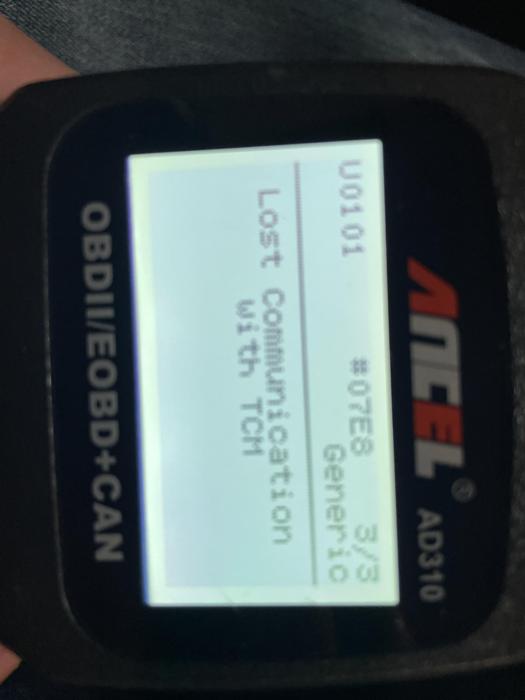 ANCEL® AD310
U0101 #07E8 3/3
Generic
Lost Communication
With TCM
OBDII/EOBD+CAN